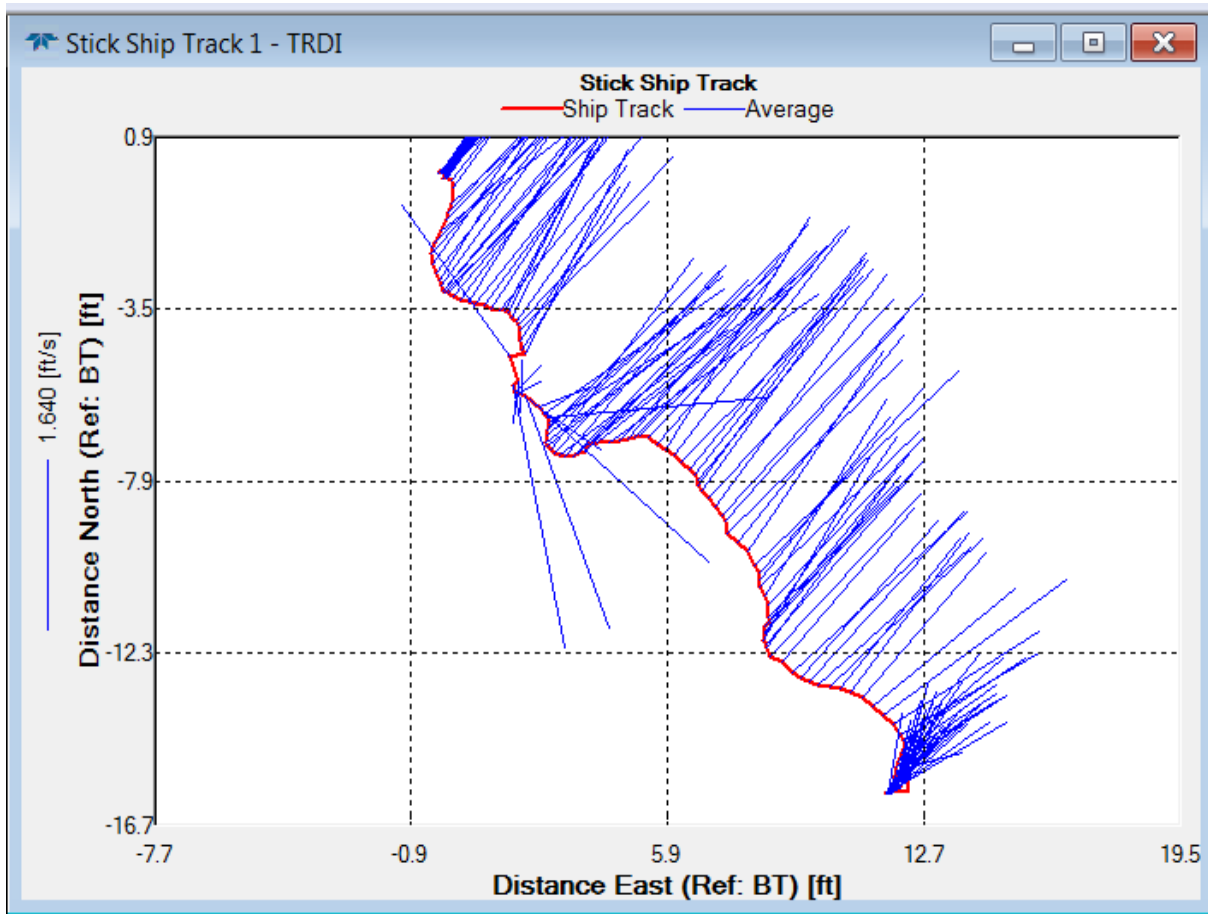 Stick Ship Track 1 - TRDI
Stick Ship Track
Ship Track Average
0.9
-3.5
-7.9
-12.3
-16.7
Distance North (Ref: BT) [ft]
1.640 [ft/s]
-7.7 -0.9 5.9 12.7 19.5
Distance East (Ref: BT) [ft]